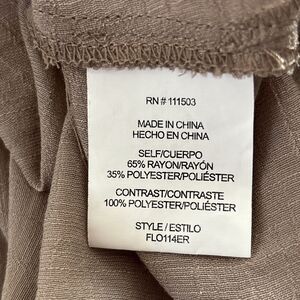 RN # 111503
MADE IN CHINA
HECHO EN CHINA
SELF/CUERPO
65% RAYON/RAYÓN
35% POLYESTER/POLIÉSTER
CONTRAST/CONTRASTE
100% POLYESTER/POLIÉSTER
STYLE / ESTILO
FLO114ER